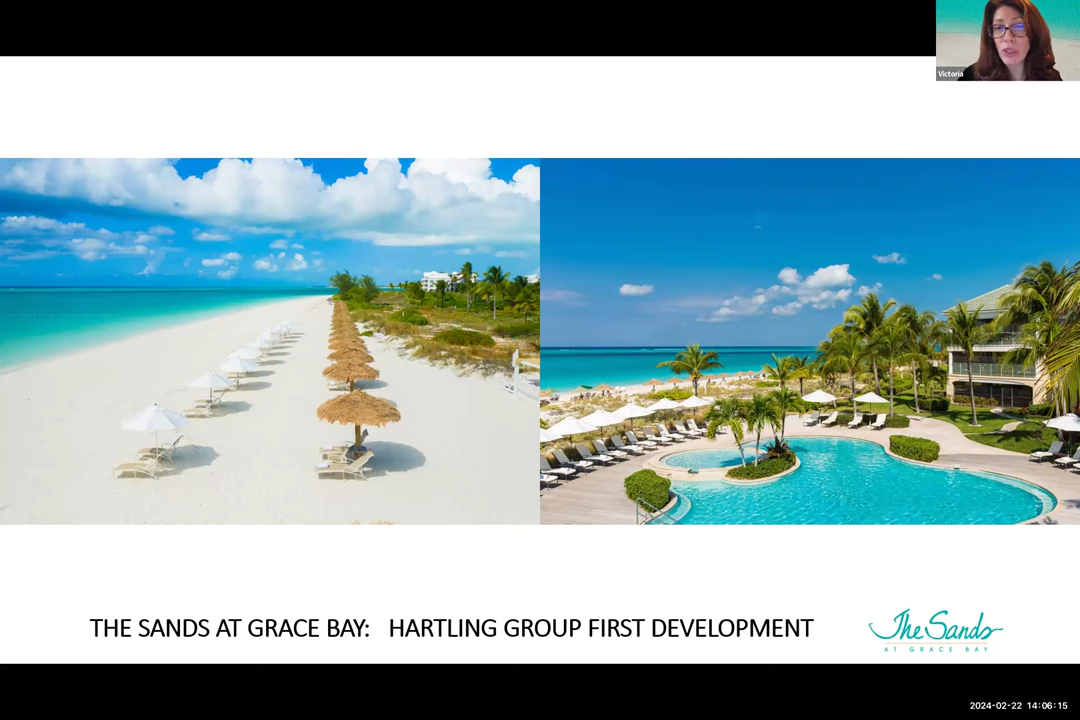 Victoria
THE SANDS AT GRACE BAY: HARTLING GROUP FIRST DEVELOPMENT
The Sands
AT GRACE BAY
2024-02-22 14:06:15